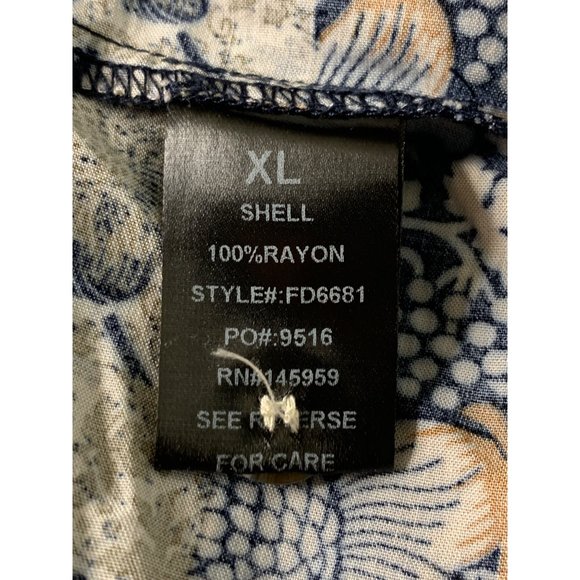 XL
SHELL
100%RAYON
STYLE#:FD6681
PO#:9516
RN#145959
SEE REVERSE
FOR CARE